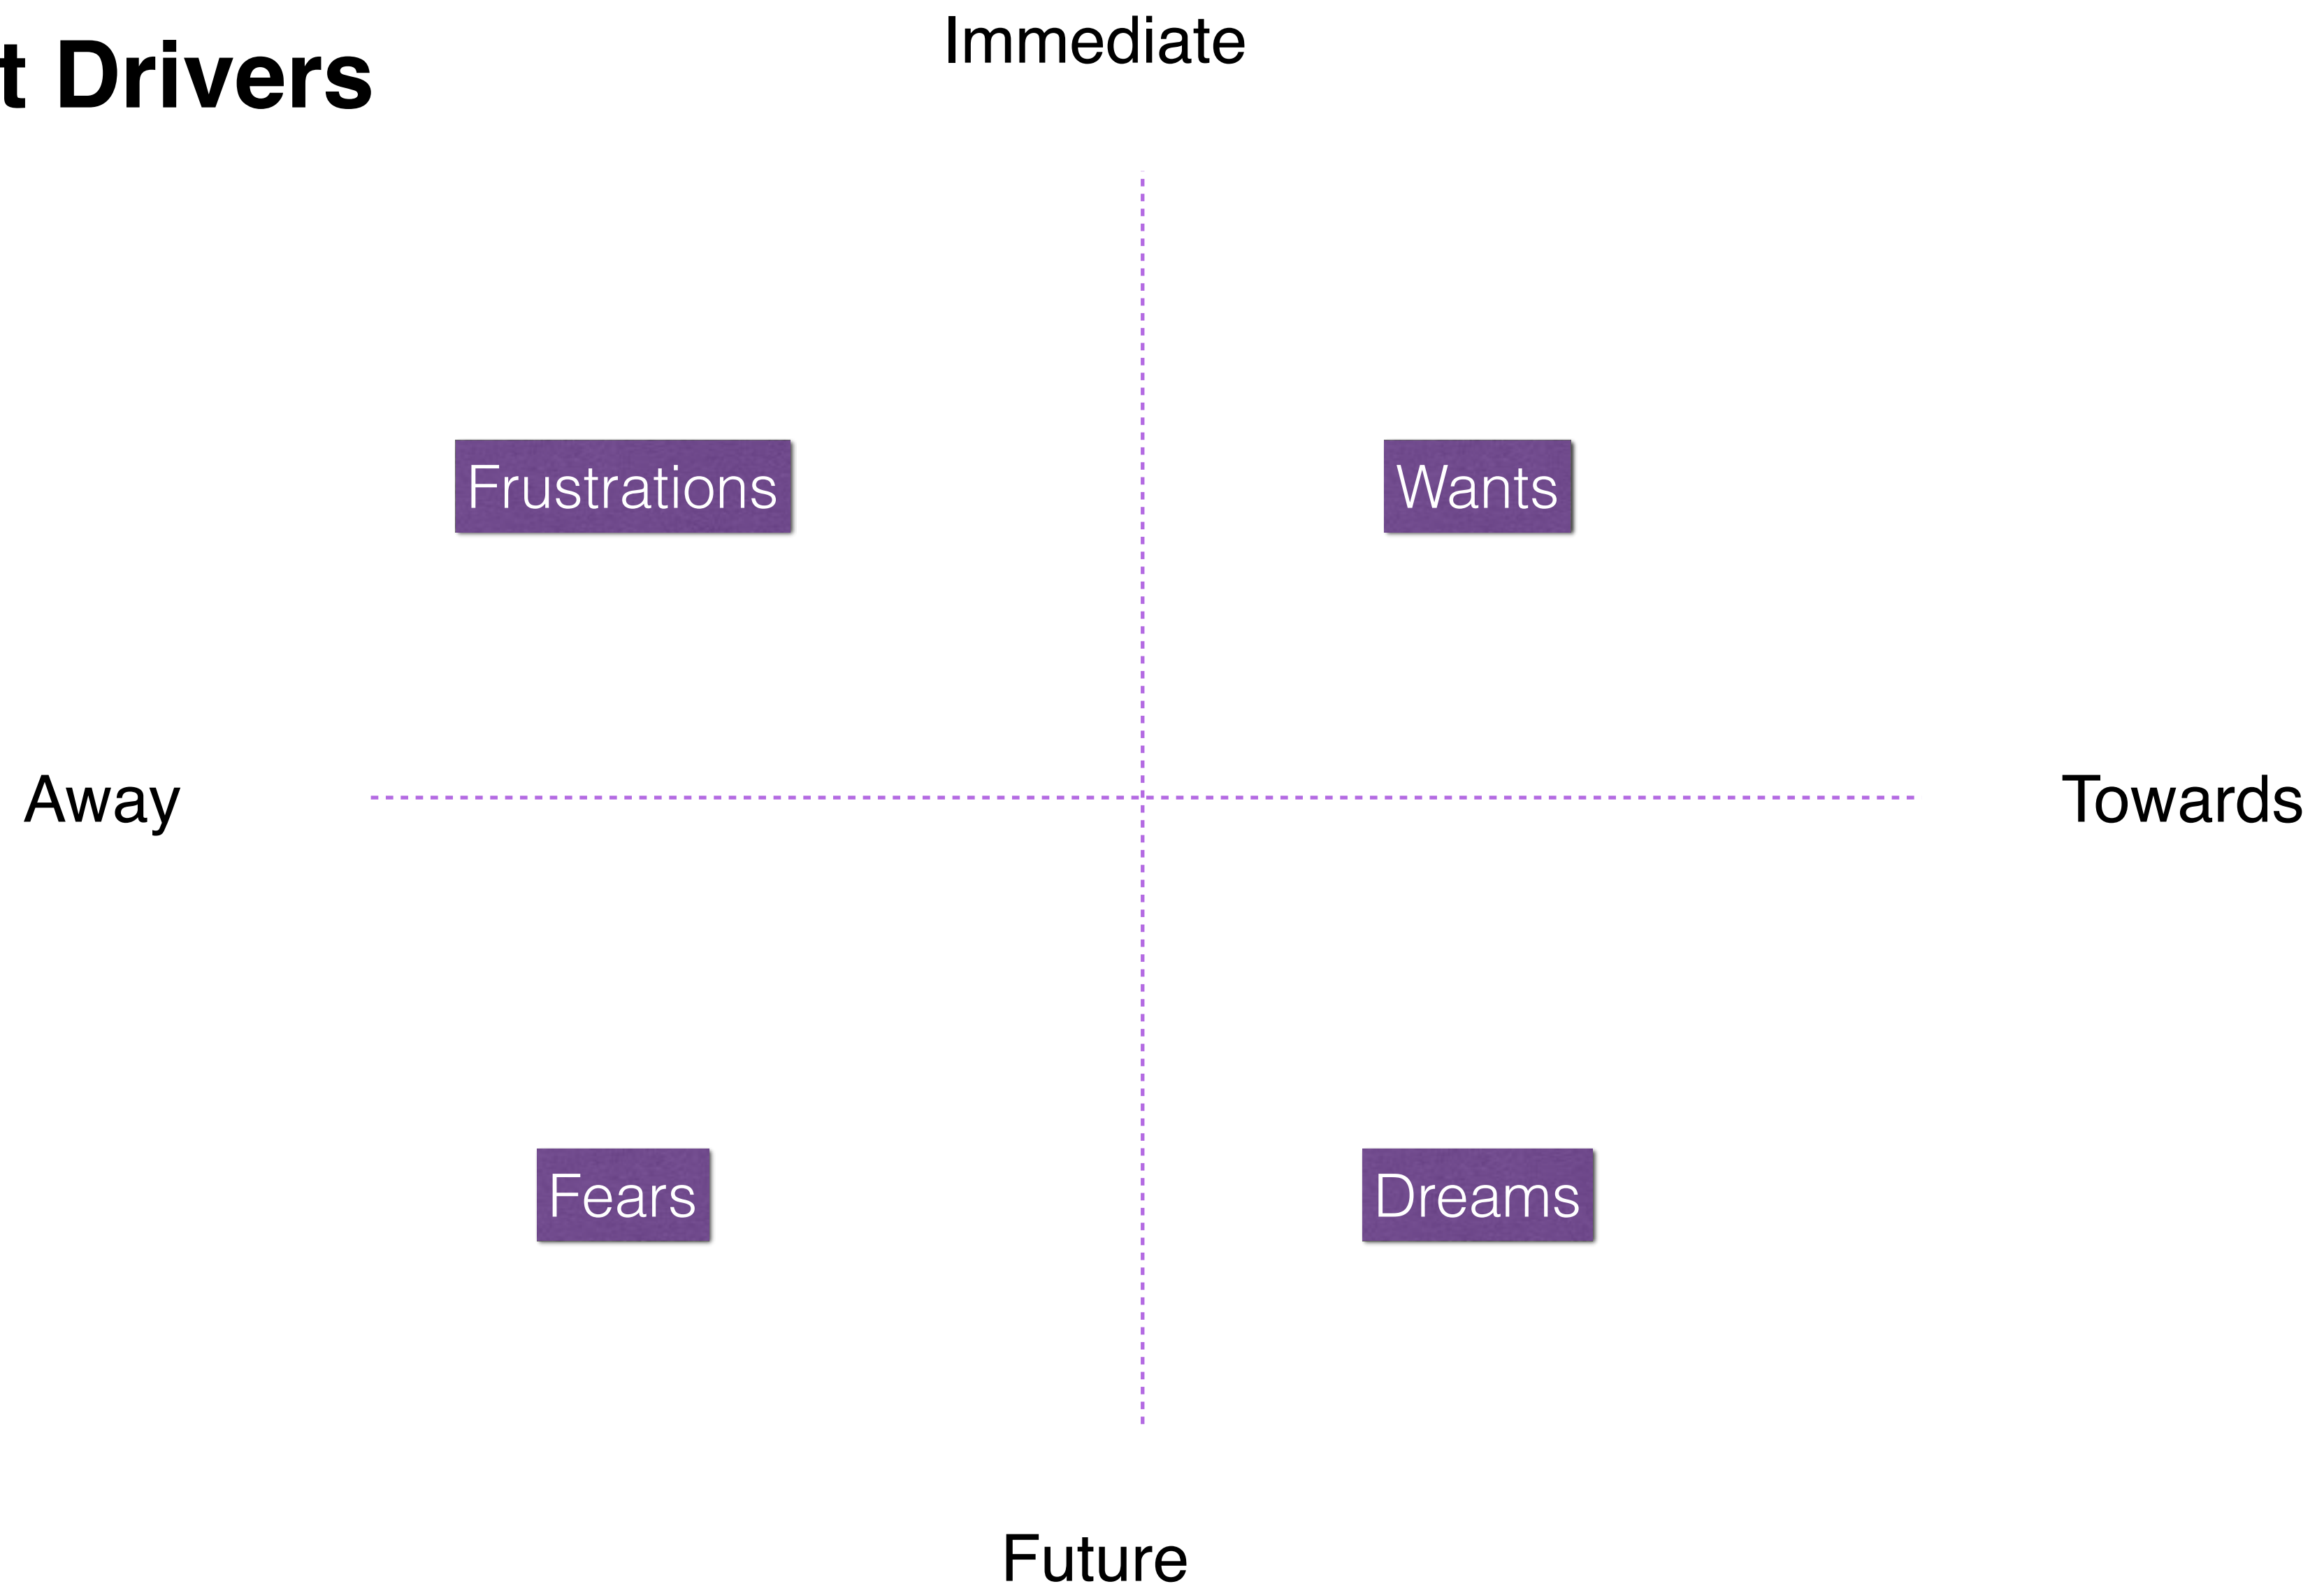 Immediate
t Drivers
Frustrations
Wants
Away
Towards
Fears
Dreams
Future